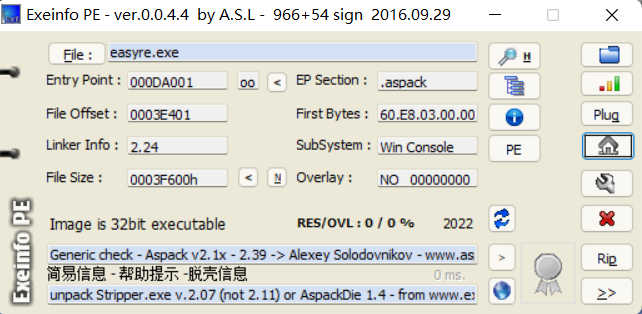 Exeinfo PE - ver.0.0.4.4 by A.S.L - 966+54 sign 2016.09.29
File : easyre.exe H
Entry Point : 000DA001 oo < EP Section : .aspack
File Offset : 0003E401 First Bytes : 60.E8.03.00.00 Plug
Linker Info : 2.24 SubSystem : Win Console PE
File Size : 0003F600h < N Overlay : NO 00000000
Image is 32bit executable RES/OVL : 0 / 0 % 2022
Generic check - Aspack v2.1x - 2.39 -> Alexey Solodovnikov - www.as > Rip
简易信息 - 帮助提示 -脱壳信息 0 ms.
unpack Stripper.exe v.2.07 (not 2.11) or AspackDie 1.4 - from www.ex >>
Exeinfo PE